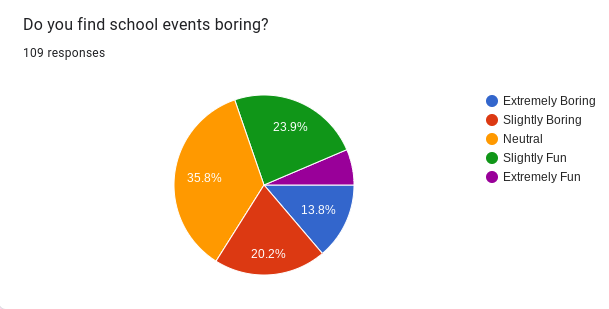 Do you find school events boring?
109 responses
Extremely Boring
Slightly Boring
Neutral
Slightly Fun
Extremely Fun
23.9%
35.8%
13.8%
20.2%